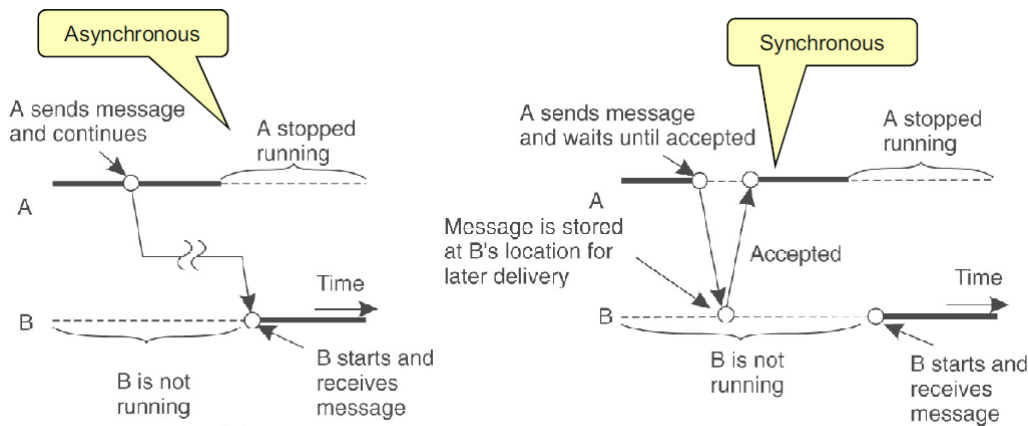 Asynchronous
A sends message
and continues
A stopped
running
A
Time
B
B is not
running
B starts and
receives
message
Synchronous
A sends message
and waits until accepted
A stopped
running
A
Message is stored
at B's location for
later delivery
Accepted
Time
B
B is not
running
B starts and
receives
message